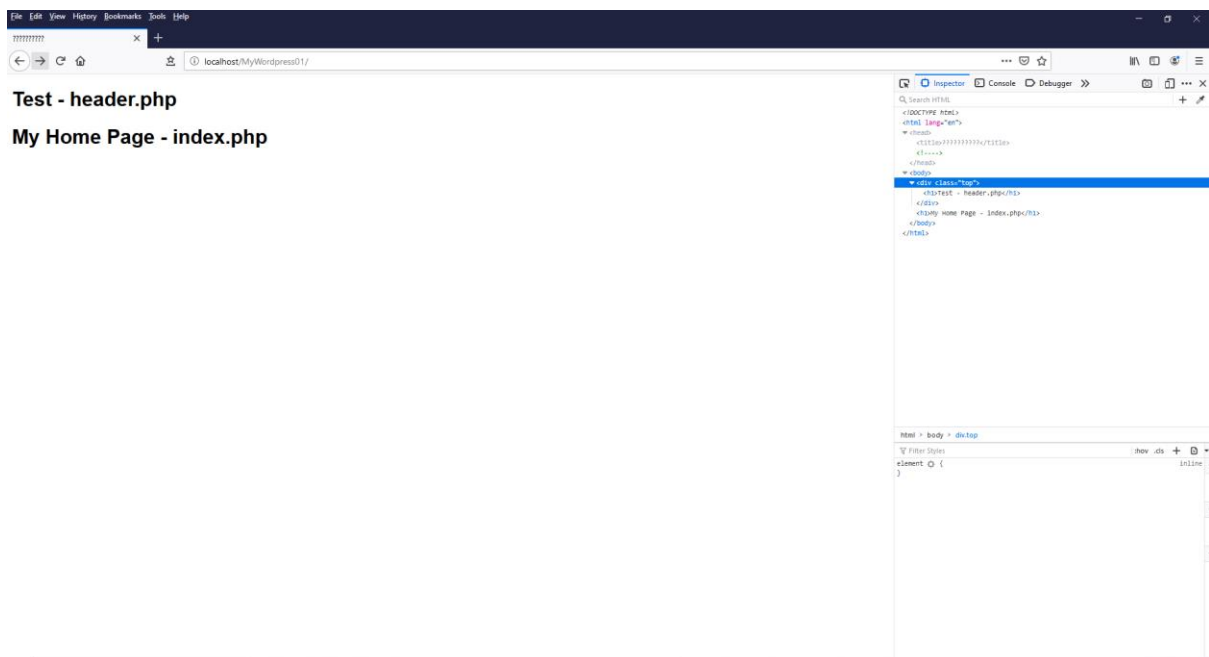 File Edit View History Bookmarks Tools Help
??????????
localhost/MyWordpress01/
Inspector Console Debugger
Search HTML
Test - header.php
My Home Page - index.php
<!DOCTYPE html>
<html lang="en">
<head>
<title>??????????</title>
<!---->
</head>
<body>
<div class="top">
<h1>Test - header.php</h1>
</div>
<h1>My Home Page - index.php</h1>
</body>
</html>
html > body > div.top
Filter Styles :hov .cls +
element { inline
}